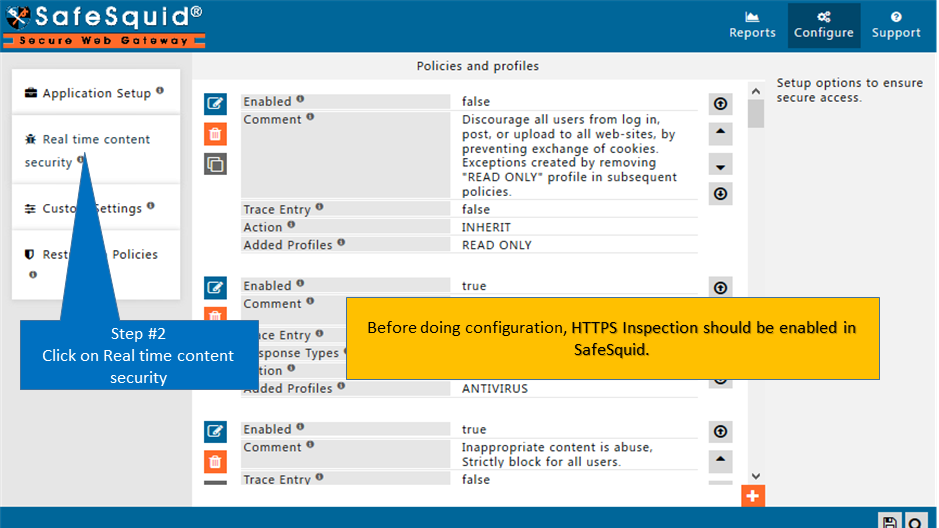 SafeSquid®
Secure Web Gateway
Reports
Configure
Support
Application Setup
Real time content
security
Settings
Policies
Step #2
Click on Real time content
security
Policies and profiles
Enabled
false
Comment
Discourage all users from log in,
post, or upload to all web-sites, by
preventing exchange of cookies.
Exceptions created by removing
"READ ONLY" profile in subsequent
policies.
Trace Entry
false
Action
INHERIT
Added Profiles
READ ONLY
Enabled
true
Comment
Trace Entry
Types
Before doing configuration, HTTPS Inspection should be enabled in
SafeSquid.
Added Profiles
ANTIVIRUS
Enabled
true
Comment
Inappropriate content is abuse,
Strictly block for all users.
Trace Entry
false
Setup options to ensure
secure access.